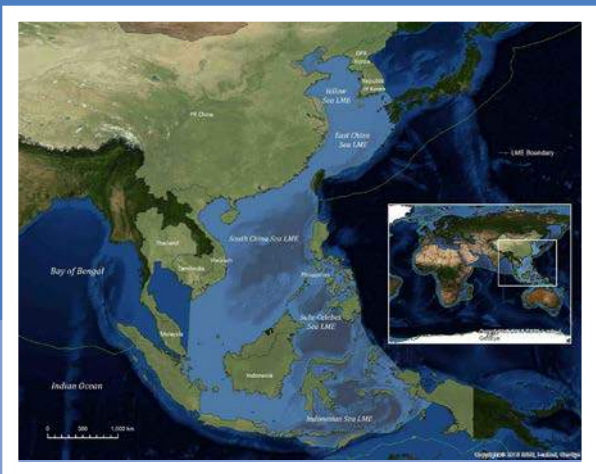 DPR
Korea
Republic
of Korea
Yellow
Sea LME
PR China
East China
Sea LME
LME Boundary
South China Sea LME
Thailand
Vietnam
Cambodia
Philippines
Bay of Bengal
Sulu-Celebes
Sea LME
Malaysia
Indonesia
Indian Ocean
Indonesian Sea LME
0 500 1,000 km